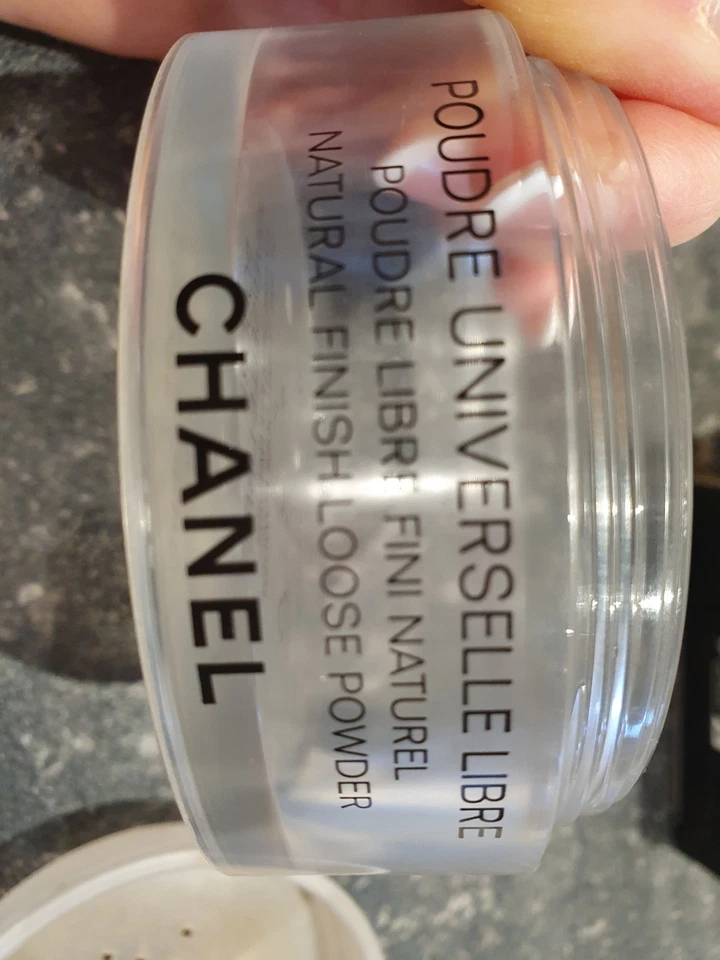 POUDRE UNIVERSELLE LIBRE
POUDRE LIBRE FINI NATUREL
NATURAL FINISH LOOSE POWDER
CHANEL